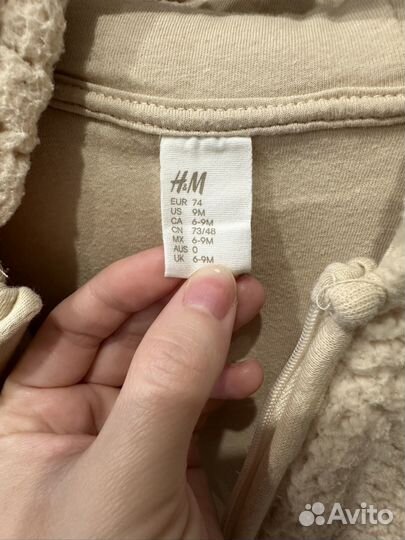 H&M
EUR 74
US 9M
CA 6-9M
CN 73/48
MX 6-9M
AUS 0
UK 6-9M
Avito